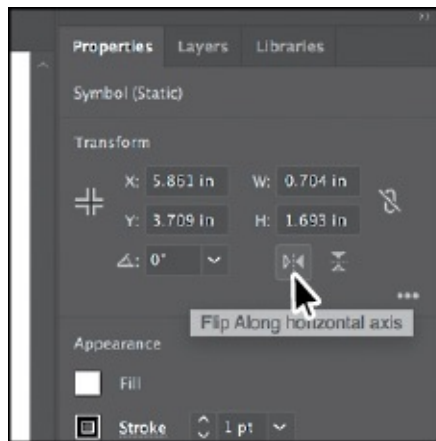 Properties Layers Libraries
Symbol (Static)
Transform
X: 5.861 in W: 0.704 in
Y: 3.709 in H: 1.693 in
0°
Flip Along horizontal axis
Appearance
Fill
Stroke 1 pt